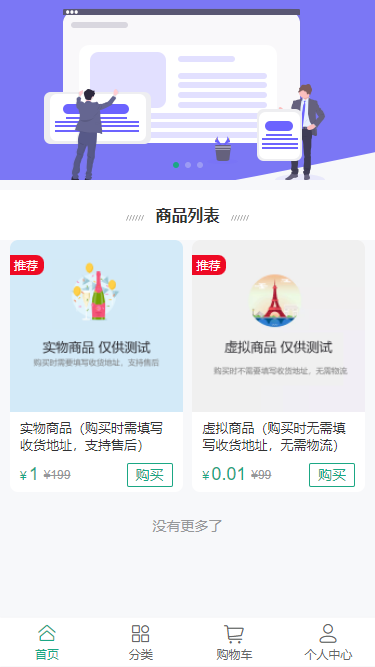 商品列表
推荐
实物商品 仅供测试
购买时需要填写收货地址，支持售后
推荐
虚拟商品 仅供测试
购买时不需要填写收货地址，无需物流
实物商品（购买时需填写
收货地址，支持售后）
¥1 ¥199 购买
虚拟商品（购买时无需填
写收货地址，无需物流）
¥0.01 ¥99 购买
没有更多了
首页 分类 购物车 个人中心